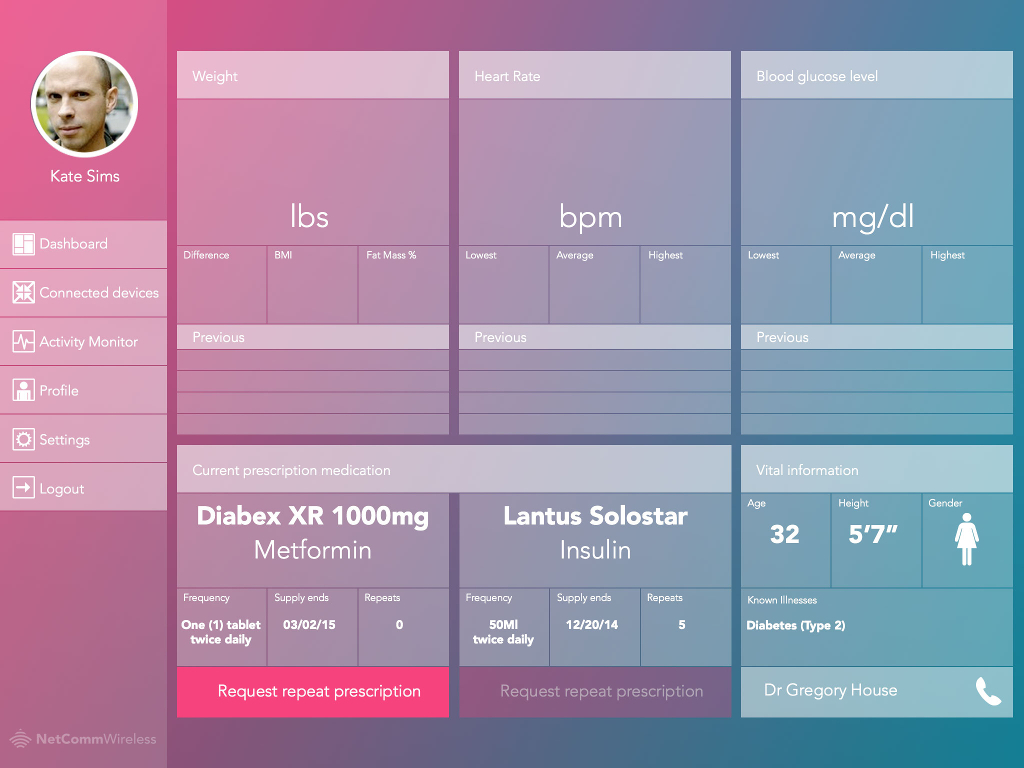 Kate Sims
Dashboard
Connected devices
Activity Monitor
Profile
Settings
Logout
NetCommWireless
Weight
lbs
Difference BMI Fat Mass %
Previous
Heart Rate
bpm
Lowest Average Highest
Previous
Blood glucose level
mg/dl
Lowest Average Highest
Previous
Current prescription medication
Diabex XR 1000mg
Metformin
Frequency Supply ends Repeats
One (1) tablet 03/02/15 0
twice daily
Request repeat prescription
Lantus Solostar
Insulin
Frequency Supply ends Repeats
50Ml 12/20/14 5
twice daily
Request repeat prescription
Vital information
Age Height Gender
32 5’7”
Known Illnesses
Diabetes (Type 2)
Dr Gregory House